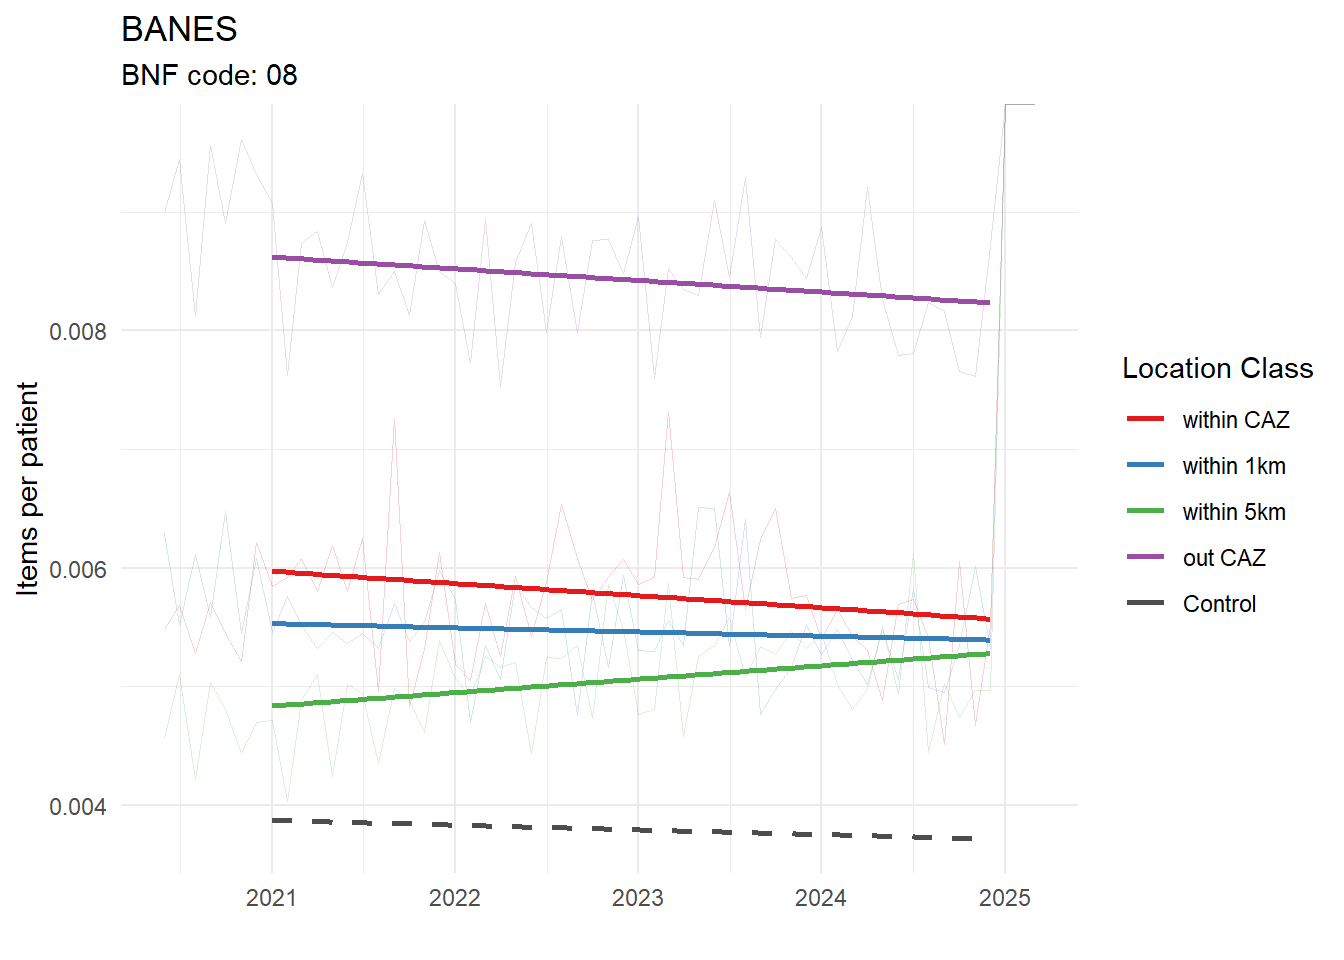 BANES
BNF code: 08
Items per patient
0.008
0.006
0.004
2021
2022
2023
2024
2025
Location Class
within CAZ
within 1km
within 5km
out CAZ
Control